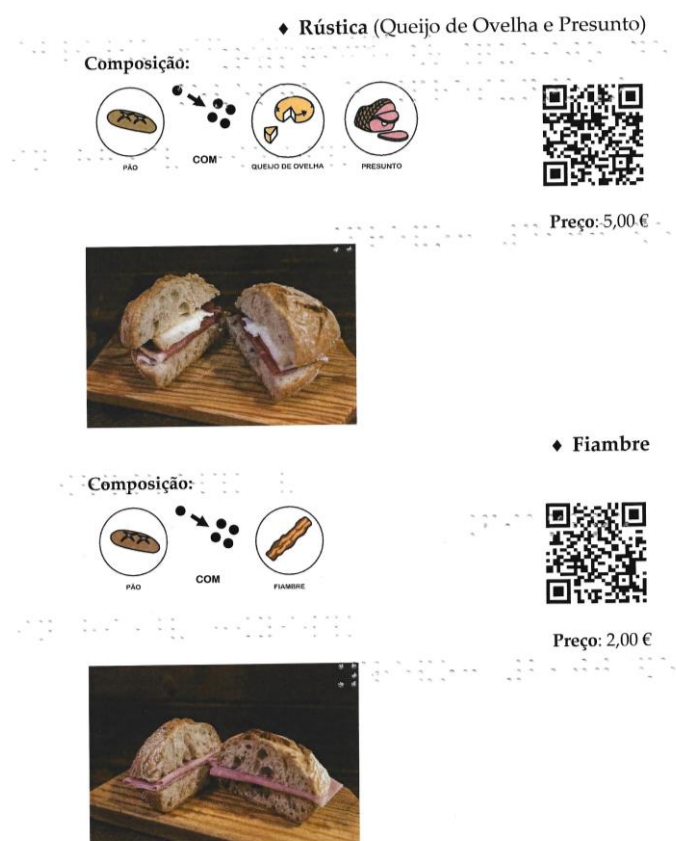 ♦ Rústica (Queijo de Ovelha e Presunto)
Composição:
PÃO
COM
QUEIJO DE OVELHA
PRESUNTO
Preço: 5,00 €
♦ Fiambre
Composição:
PÃO
COM
FIAMBRE
Preço: 2,00 €